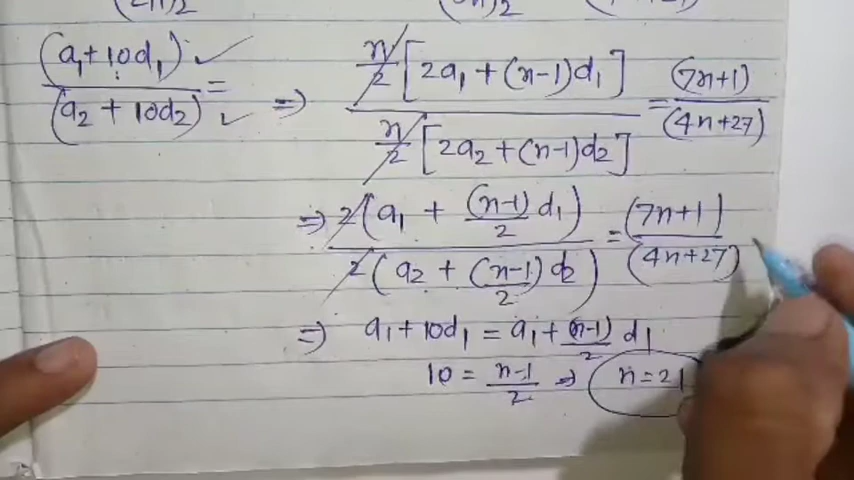 (a₁+10d₁) / (a₂+10d₂) =
⇒ n/2 [2a₁+(n-1)d₁] / n/2 [2a₂+(n-1)d₂] = (7n+1) / (4n+27)
⇒ 2(a₁ + (n-1)/2 d₁) / 2(a₂ + (n-1)/2 d₂) = (7n+1) / (4n+27)
⇒ a₁+10d₁ = a₁+(n-1)/2 d₁
10 = n-1/2 ⇒ n=21